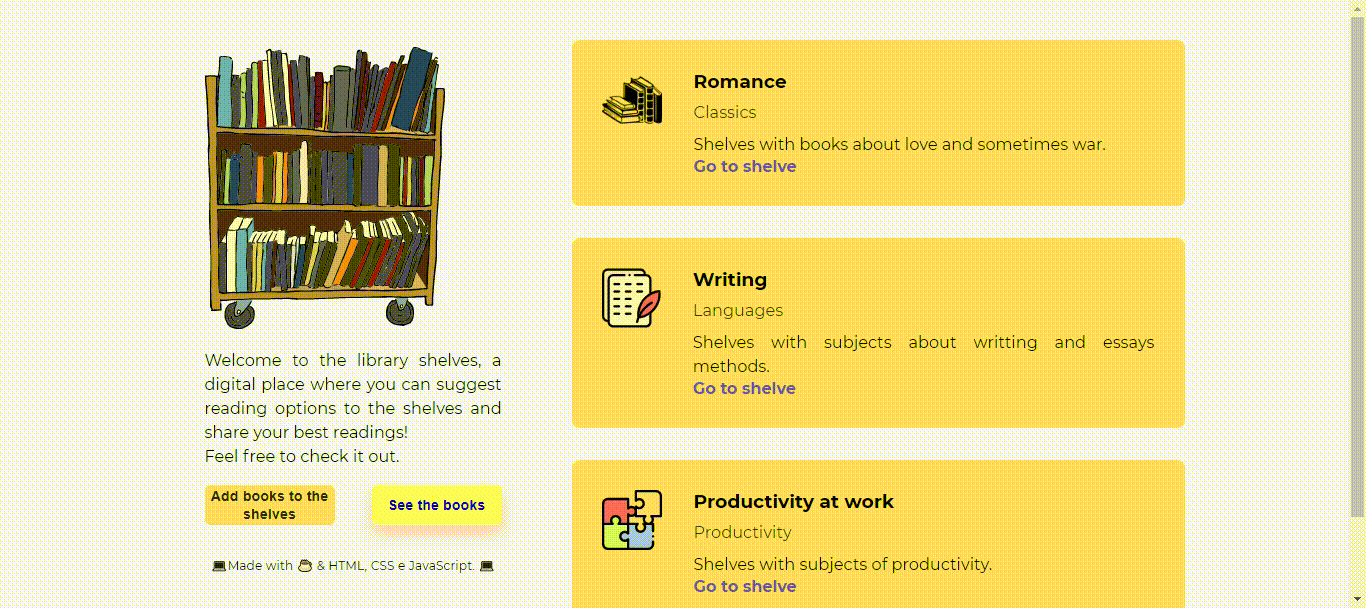 Welcome to the library shelves, a
digital place where you can suggest
reading options to the shelves and
share your best readings!
Feel free to check it out.
Add books to the
shelves
See the books
💻Made with ☕ & HTML, CSS e JavaScript. 💻
Romance
Classics
Shelves with books about love and sometimes war.
Go to shelve
Writing
Languages
Shelves with subjects about writting and essays
methods.
Go to shelve
Productivity at work
Productivity
Shelves with subjects of productivity.
Go to shelve